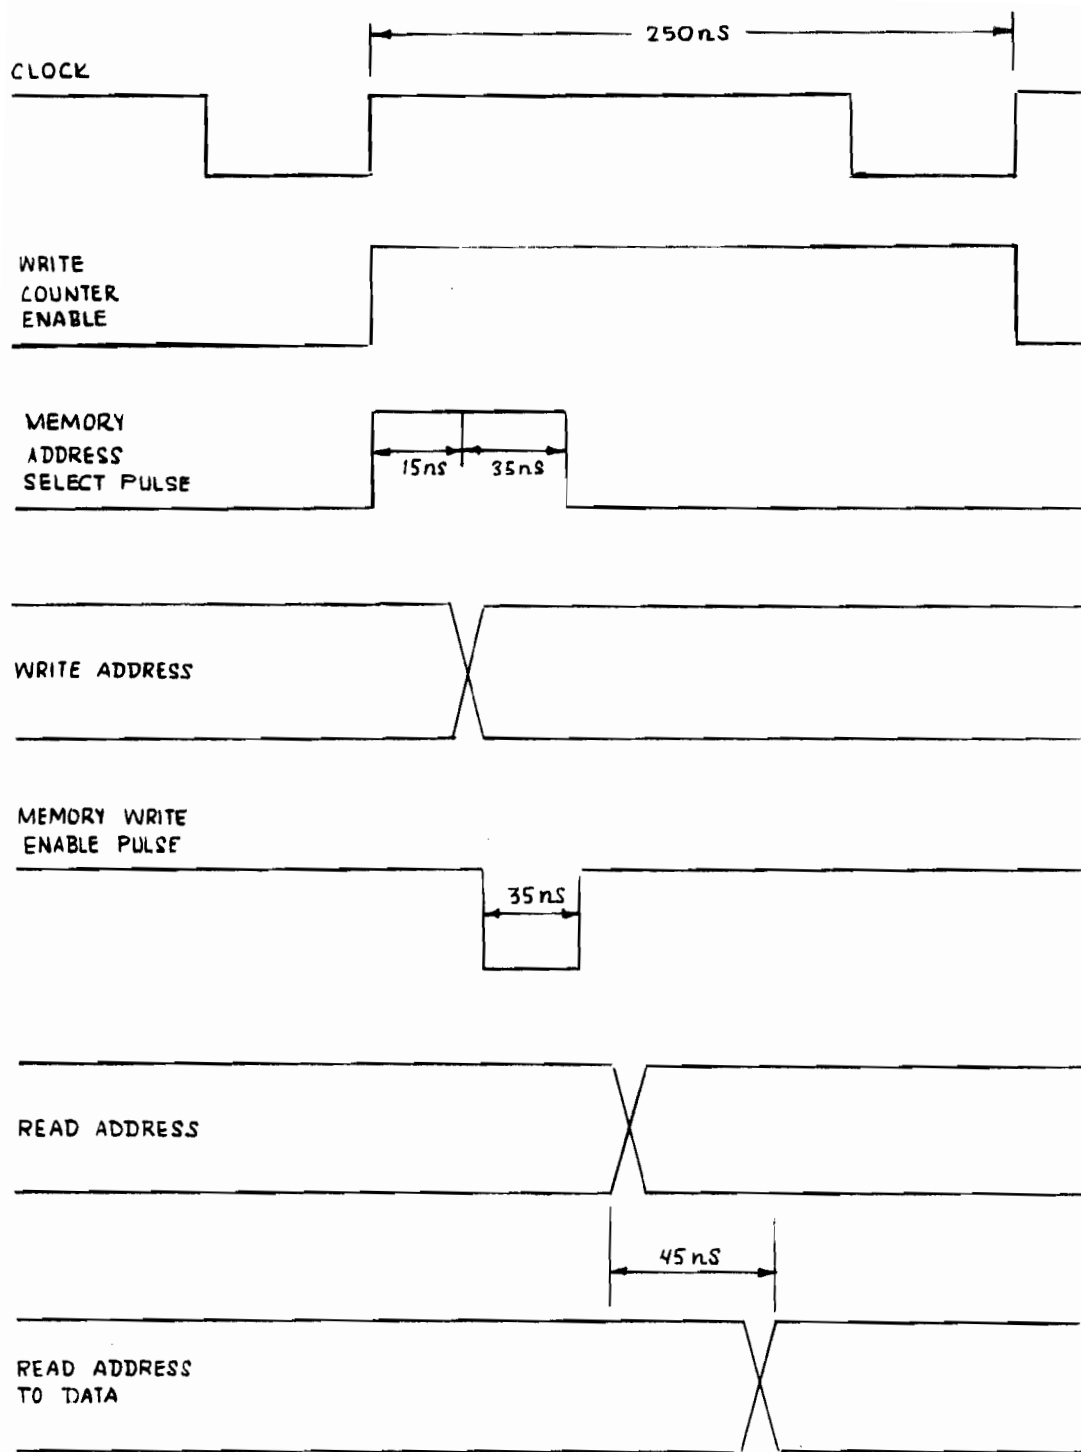 250ns
CLOCK
WRITE
COUNTER
ENABLE
MEMORY
ADDRESS
SELECT PULSE
15ns
35ns
WRITE ADDRESS
MEMORY WRITE
ENABLE PULSE
35ns
READ ADDRESS
45ns
READ ADDRESS
TO DATA